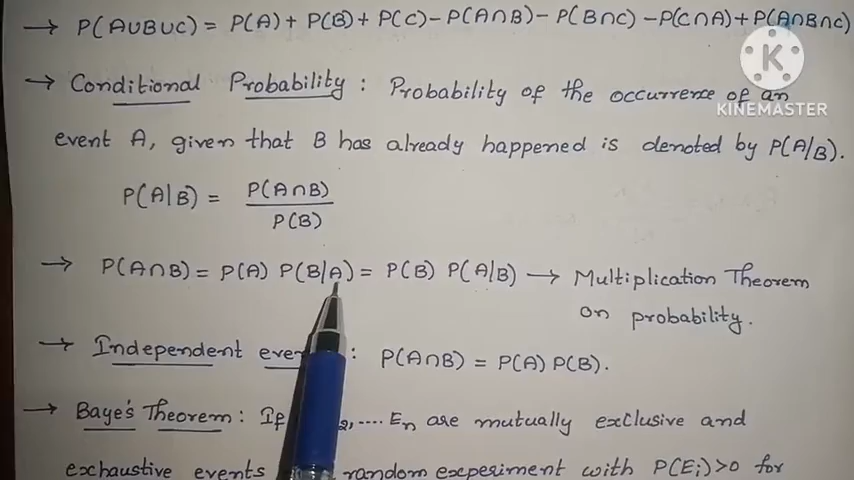 → P(A∪B∪C) = P(A) + P(B) + P(C) - P(A∩B) - P(B∩C) - P(C∩A) + P(A∩B∩C)
KINEMASTER
→ Conditional Probability : Probability of the occurrence of an
event A, given that B has already happened is denoted by P(A/B).
P(A|B) = P(A∩B) / P(B)
→ P(A∩B) = P(A) P(B|A) = P(B) P(A|B) → Multiplication Theorem
on probability.
→ Independent eve : P(A∩B) = P(A) P(B).
→ Baye's Theorem : If 2, .... En are mutually exclusive and
exhaustive events random experiment with P(Ei)>0 for